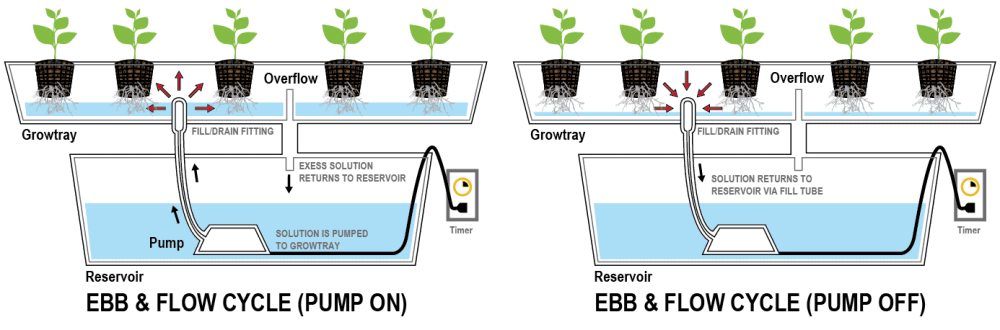 Overflow
Growtray
FILL/DRAIN FITTING
EXESS SOLUTION
RETURNS TO RESERVOIR
Pump
SOLUTION IS PUMPED
TO GROWTRAY
Timer
Reservoir
EBB & FLOW CYCLE (PUMP ON)
Overflow
Growtray
FILL/DRAIN FITTING
SOLUTION RETURNS TO
RESERVOIR VIA FILL TUBE
Timer
Reservoir
EBB & FLOW CYCLE (PUMP OFF)